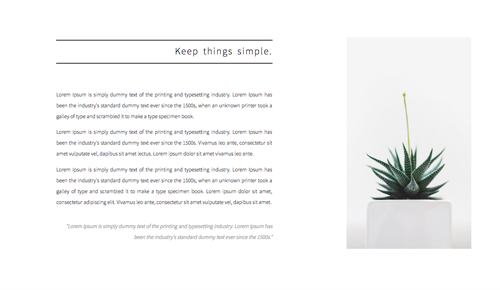 Keep things simple.
Lorem Ipsum is simply dummy text of the printing and typesetting industry. Lorem Ipsum has
been the industry's standard dummy text ever since the 1500s, when an unknown printer took a
galley of type and scrambled it to make a type specimen book.
Lorem Ipsum is simply dummy text of the printing and typesetting industry. Lorem Ipsum has
been the industry's standard dummy text ever since the 1500s. Vivamus leo ante, consectetur sit
amet vulputate vel, dapibus sit amet lectus. Lorem ipsum dolor sit amet vivamus leo ante.
Lorem Ipsum is simply dummy text of the printing and typesetting industry. Lorem Ipsum has
been the industry's standard dummy text ever since the 1500s, when an unknown printer took a
galley of type and scrambled it to make a type specimen book. Lorem ipsum dolor sit amet,
consectetur adipiscing elit. Vivamus leo ante, consectetur sit amet vulputate vel, dapibus sit
"Lorem Ipsum is simply dummy text of the printing and typesetting industry. Lorem Ipsum has
been the industry's standard dummy text ever since the 1500s."